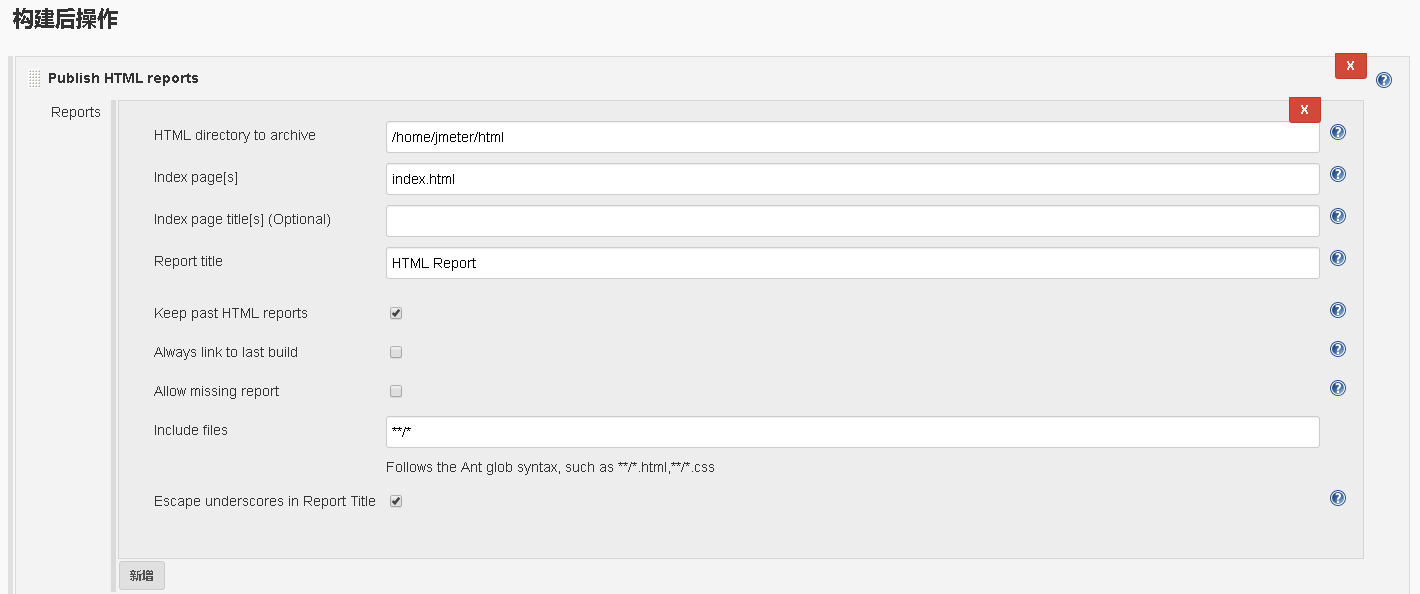 构建后操作
Publish HTML reports
X
Reports
X
HTML directory to archive
/home/jmeter/html
Index page[s]
index.html
Index page title[s] (Optional)
Report title
HTML Report
Keep past HTML reports
Always link to last build
Allow missing report
Include files
**/*
Follows the Ant glob syntax, such as **/*.html,**/*.css
Escape underscores in Report Title
新增